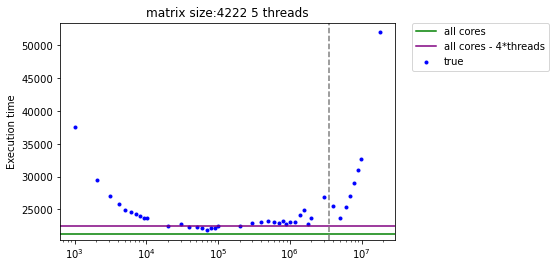 matrix size:4222 5 threads
Execution time
50000
45000
40000
35000
30000
25000
10³
10⁴
10⁵
10⁶
10⁷
all cores
all cores - 4*threads
true